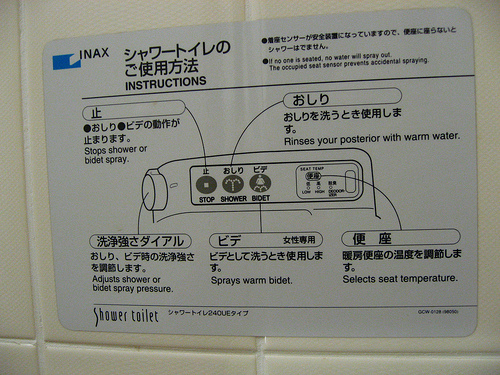 INAX
シャワートイレの
ご使用方法
INSTRUCTIONS
●着座センサーが安全装置になっていますので、便座に座らないと
シャワーはでません。
●If no one is seated, no water will spray out.
The occupied seat sensor prevents accidental spraying.
止
●おしり●ビデの動作が
止まります。
Stops shower or
bidet spray.
おしり
おしりを洗うとき使用しま
す。
Rinses your posterior with warm water.
止 おしり ビデ
STOP SHOWER BIDET
SEAT TEMP
便座
低 高 脱臭
LOW HIGH DEODOR
IZER
洗浄強さダイアル
おしり、ビデ時の洗浄強さ
を調節します。
Adjusts shower or
bidet spray pressure.
ビデ 女性専用
ビデとして洗うとき使用しま
す。
Sprays warm bidet.
便 座
暖房便座の温度を調節しま
す。
Selects seat temperature.
Shower toilet シャワートイレ240UEタイプ